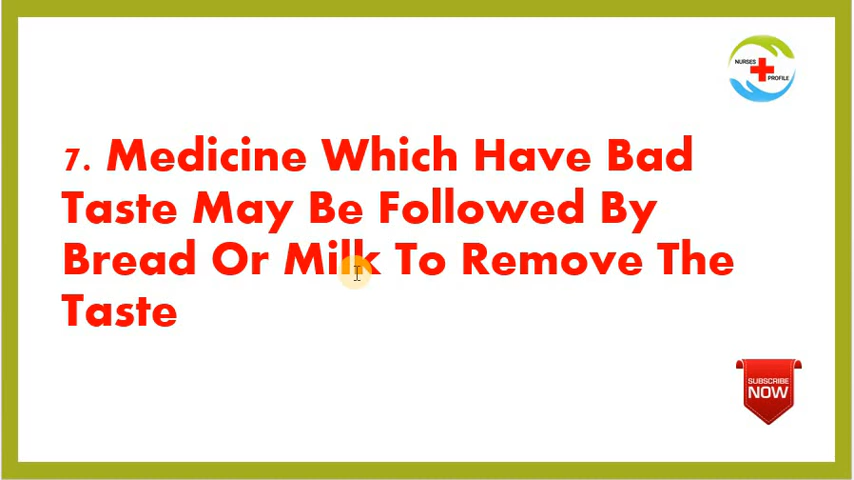 NURSES
PROFILE
7. Medicine Which Have Bad
Taste May Be Followed By
Bread Or Milk To Remove The
Taste
SUBSCRIBE
NOW